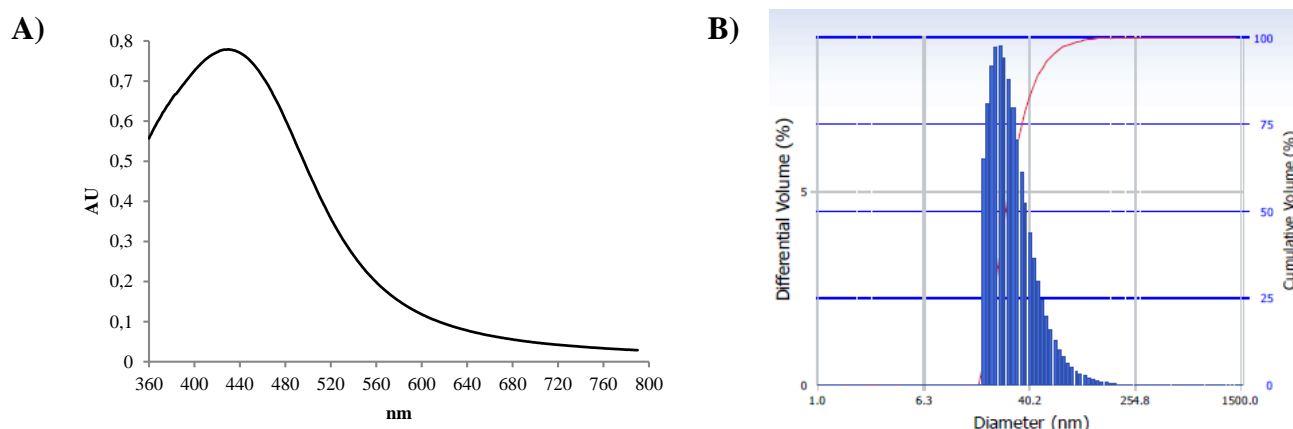 A)
0,8
0,7
0,6
0,5
0,4
0,3
0,2
0,1
0
AU
360 400 440 480 520 560 600 640 680 720 760 800
nm
B)
Differential Volume (%)
5
0
100
75
50
25
0
Cumulative Volume (%)
1.0 6.3 40.2 254.8 1500.0
Diameter (nm)